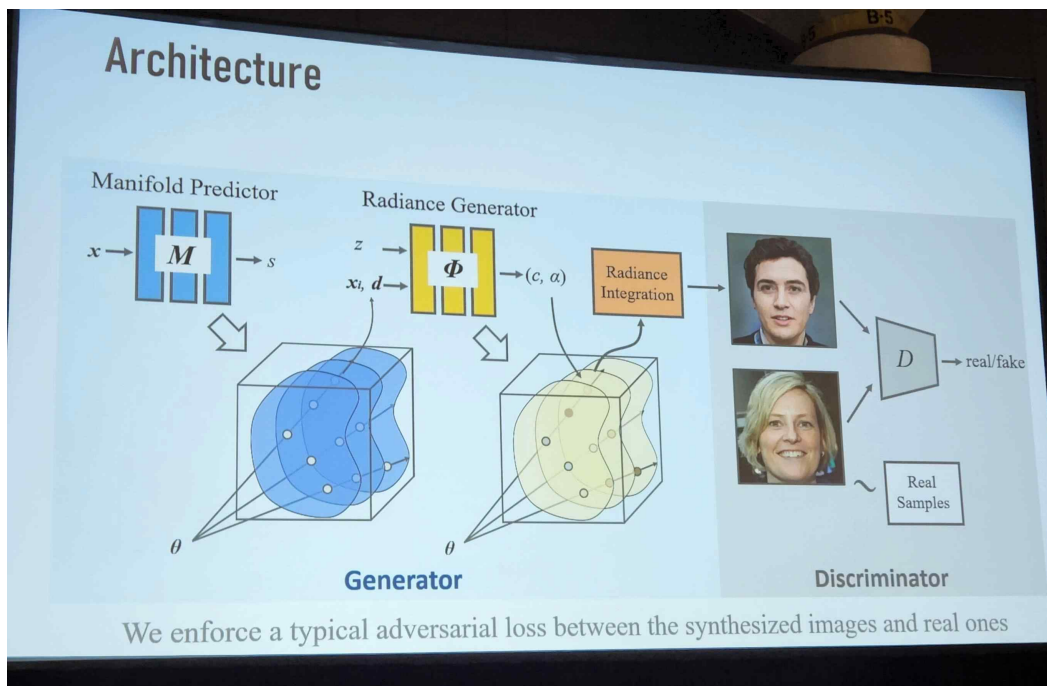 B-5
Architecture
Manifold Predictor
x
M
s
Radiance Generator
z
xi, d
Φ
(c, α)
Radiance
Integration
θ
θ
Generator
D
real/fake
~
Real
Samples
Discriminator
We enforce a typical adversarial loss between the synthesized images and real ones